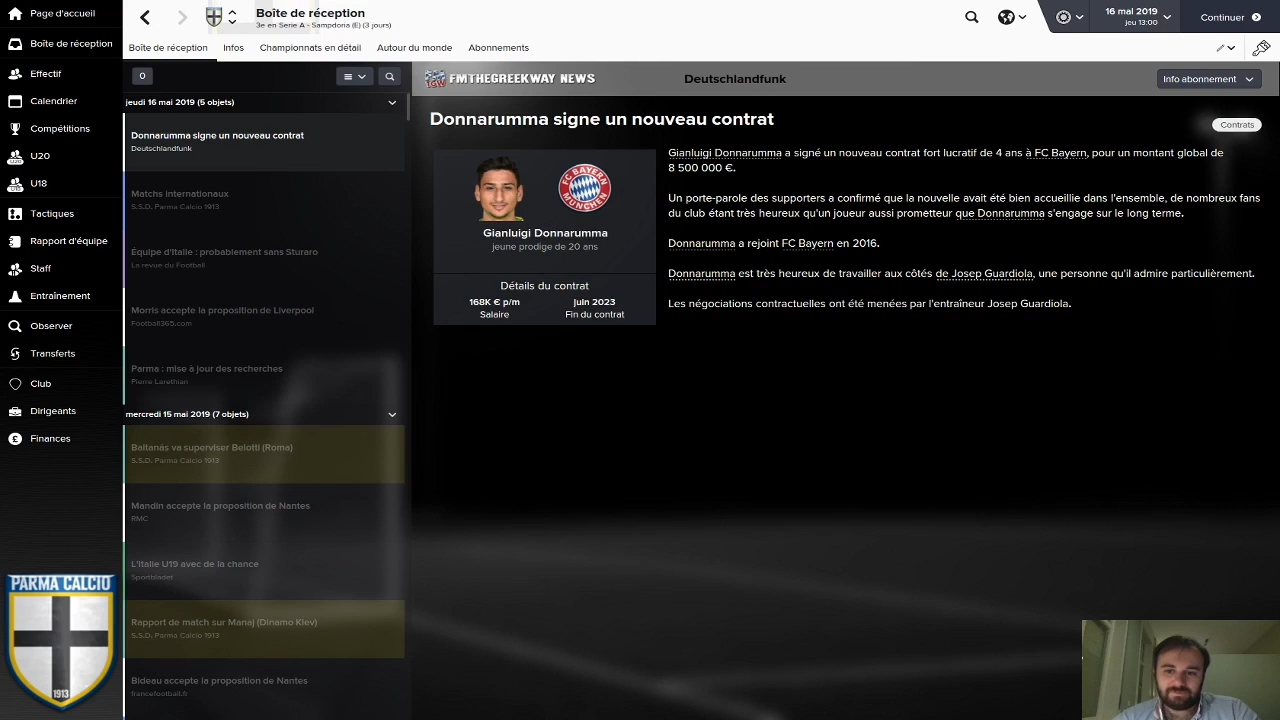 Page d'accueil
Boîte de réception
Effectif
Calendrier
Compétitions
U20
U18
Tactiques
Rapport d'équipe
Staff
Entraînement
Observer
Transferts
Club
Dirigeants
Finances
PARMA CALCIO
1913
Boîte de réception
3e en Serie A - Sampdoria (E) (3 jours)
16 mai 2019
jeu 13:00
Continuer
Boîte de réception
Infos
Championnats en détail
Autour du monde
Abonnements
0
jeudi 16 mai 2019 (5 objets)
Donnarumma signe un nouveau contrat
Deutschlandfunk
Matchs internationaux
S.S.D. Parma Calcio 1913
Équipe d'Italie : probablement sans Sturaro
La revue du Football
Morris accepte la proposition de Liverpool
Football365.com
Parma : mise à jour des recherches
Pierre Larethian
mercredi 15 mai 2019 (7 objets)
Baltanás va superviser Belotti (Roma)
S.S.D. Parma Calcio 1913
Mandin accepte la proposition de Nantes
RMC
L'Italie U19 avec de la chance
Sportbladet
Rapport de match sur Manaj (Dinamo Kiev)
S.S.D. Parma Calcio 1913
Bideau accepte la proposition de Nantes
francefootball.fr
FMTHEGREEKWAY NEWS
Deutschlandfunk
Info abonnement
Donnarumma signe un nouveau contrat
Contrats
FC BAYERN
MÜNCHEN
Gianluigi Donnarumma
jeune prodige de 20 ans
Détails du contrat
168K € p/m
Salaire
juin 2023
Fin du contrat
Gianluigi Donnarumma a signé un nouveau contrat fort lucratif de 4 ans à FC Bayern, pour un montant global de
8 500 000 €.
Un porte-parole des supporters a confirmé que la nouvelle avait été bien accueillie dans l'ensemble, de nombreux fans
du club étant très heureux qu'un joueur aussi prometteur que Donnarumma s'engage sur le long terme.
Donnarumma a rejoint FC Bayern en 2016.
Donnarumma est très heureux de travailler aux côtés de Josep Guardiola, une personne qu'il admire particulièrement.
Les négociations contractuelles ont été menées par l'entraîneur Josep Guardiola.